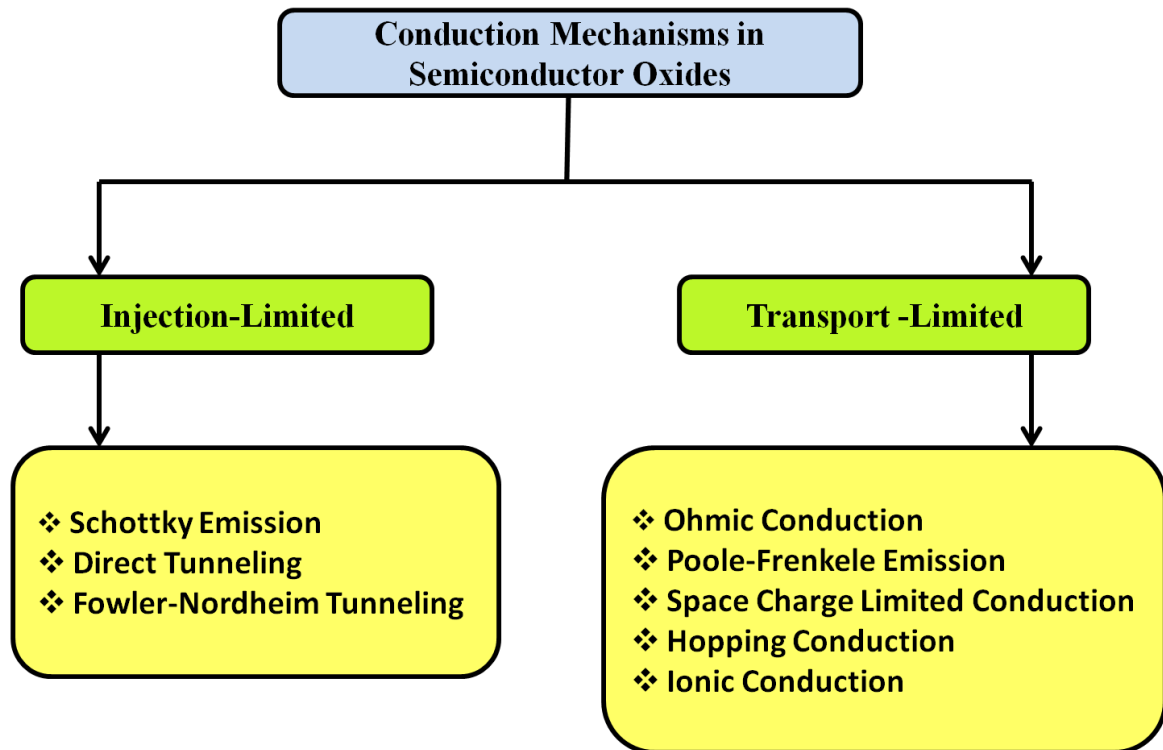 Conduction Mechanisms in
Semiconductor Oxides
Injection-Limited
Transport -Limited
❖ Schottky Emission
❖ Direct Tunneling
❖ Fowler-Nordheim Tunneling
❖ Ohmic Conduction
❖ Poole-Frenkele Emission
❖ Space Charge Limited Conduction
❖ Hopping Conduction
❖ Ionic Conduction